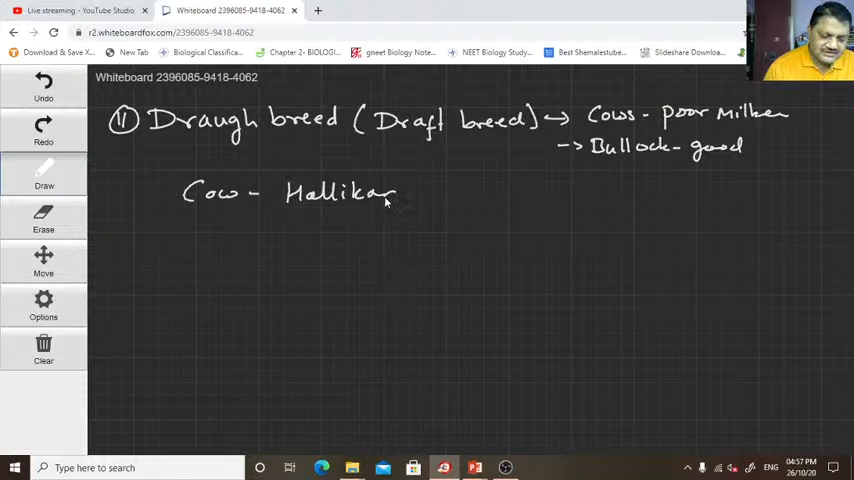 Live streaming - YouTube Studio
Whiteboard 2396085-9418-4062
r2.whiteboardfox.com/2396085-9418-4062
Download & Save X...
New Tab
Biological Classifica...
Chapter 2- BIOLOGI...
gneet Biology Note...
NEET Biology Study...
Best Shemalestube...
Slideshare Downloa...
Whiteboard 2396085-9418-4062
Undo
Redo
Draw
Erase
Move
Options
Clear
II Draugh breed (Draft breed) → Cows - poor Milker
→ Bullock - good
Cow - Hallikar
Type here to search
ENG
04:57 PM
26/10/20